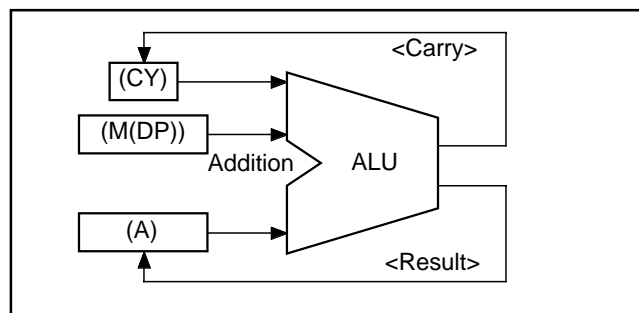 <Carry>
(CY)
(M(DP))
Addition
ALU
(A)
<Result>